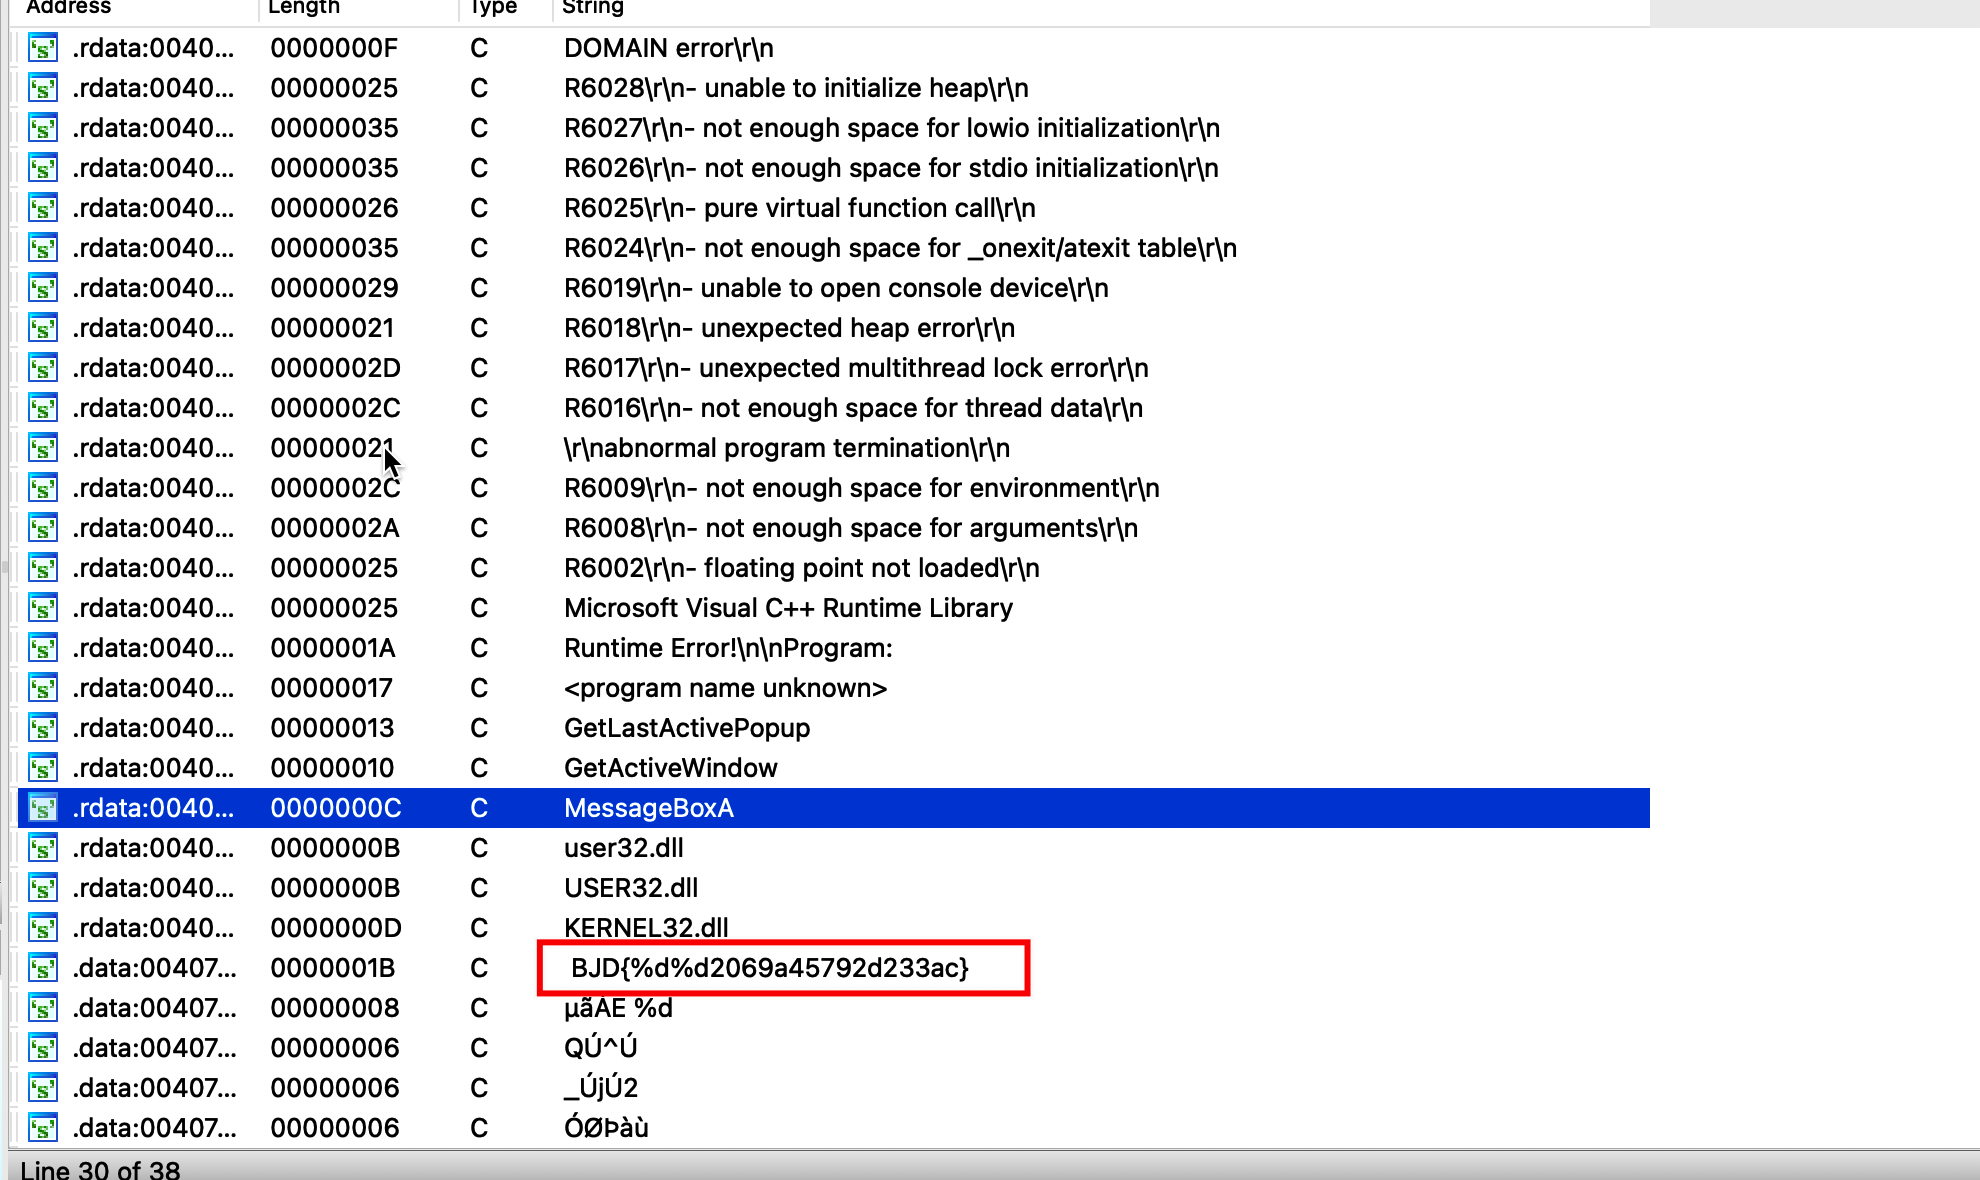 Address Length Type String
.rdata:0040... 0000000F C DOMAIN error\r\n
.rdata:0040... 00000025 C R6028\r\n- unable to initialize heap\r\n
.rdata:0040... 00000035 C R6027\r\n- not enough space for lowio initialization\r\n
.rdata:0040... 00000035 C R6026\r\n- not enough space for stdio initialization\r\n
.rdata:0040... 00000026 C R6025\r\n- pure virtual function call\r\n
.rdata:0040... 00000035 C R6024\r\n- not enough space for _onexit/atexit table\r\n
.rdata:0040... 00000029 C R6019\r\n- unable to open console device\r\n
.rdata:0040... 00000021 C R6018\r\n- unexpected heap error\r\n
.rdata:0040... 0000002D C R6017\r\n- unexpected multithread lock error\r\n
.rdata:0040... 0000002C C R6016\r\n- not enough space for thread data\r\n
.rdata:0040... 00000021 C \r\nabnormal program termination\r\n
.rdata:0040... 0000002C C R6009\r\n- not enough space for environment\r\n
.rdata:0040... 0000002A C R6008\r\n- not enough space for arguments\r\n
.rdata:0040... 00000025 C R6002\r\n- floating point not loaded\r\n
.rdata:0040... 00000025 C Microsoft Visual C++ Runtime Library
.rdata:0040... 0000001A C Runtime Error!\n\nProgram:
.rdata:0040... 00000017 C <program name unknown>
.rdata:0040... 00000013 C GetLastActivePopup
.rdata:0040... 00000010 C GetActiveWindow
.rdata:0040... 0000000C C MessageBoxA
.rdata:0040... 0000000B C user32.dll
.rdata:0040... 0000000B C USER32.dll
.rdata:0040... 0000000D C KERNEL32.dll
.data:00407... 0000001B C BJD{%d%d2069a45792d233ac}
.data:00407... 00000008 C µãÄE %d
.data:00407... 00000006 C QÚ^Ú
.data:00407... 00000006 C _ÚjÚ2
.data:00407... 00000006 C ÓØÞàù
Line 30 of 38